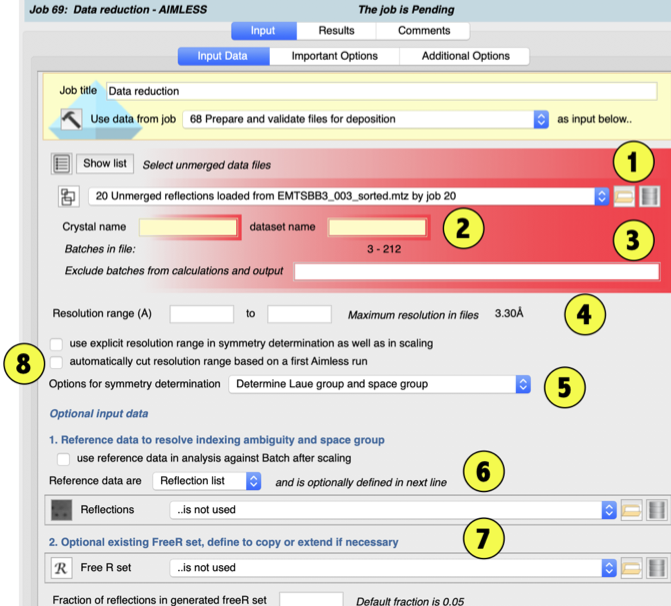 Job 69: Data reduction - AIMLESS The job is Pending
Input Results Comments
Input Data Important Options Additional Options
Job title Data reduction
Use data from job 68 Prepare and validate files for deposition as input below..
Show list Select unmerged data files 1
20 Unmerged reflections loaded from EMTSBB3_003_sorted.mtz by job 20
Crystal name dataset name 2
Batches in file: 3 - 212 3
Exclude batches from calculations and output
Resolution range (Å) to Maximum resolution in files 3.30Å 4
use explicit resolution range in symmetry determination as well as in scaling
8 automatically cut resolution range based on a first Aimless run
Options for symmetry determination Determine Laue group and space group 5
Optional input data
1. Reference data to resolve indexing ambiguity and space group
use reference data in analysis against Batch after scaling
Reference data are Reflection list and is optionally defined in next line 6
Reflections ..is not used
2. Optional existing FreeR set, define to copy or extend if necessary 7
R Free R set ..is not used
Fraction of reflections in generated freeR set Default fraction is 0.05